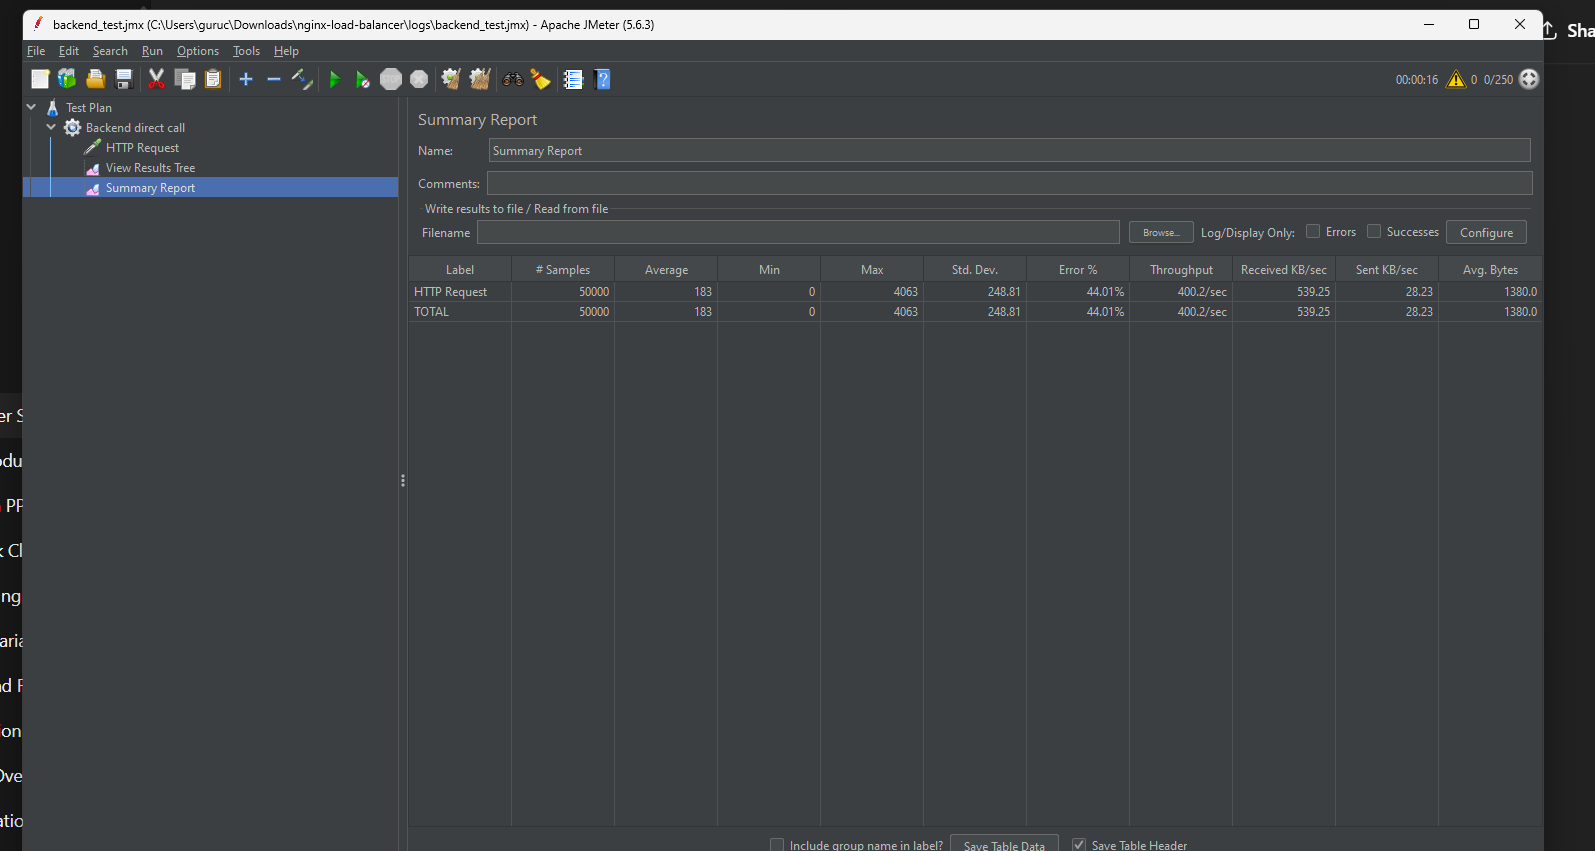 backend_test.jmx (C:\Users\guruc\Downloads\nginx-load-balancer\logs\backend_test.jmx) - Apache JMeter (5.6.3)
Sha
File Edit Search Run Options Tools Help
00:00:16 0 0/250
Test Plan
Backend direct call
HTTP Request
View Results Tree
Summary Report
Summary Report
Name: Summary Report
Comments:
Write results to file / Read from file
Filename Browse... Log/Display Only: Errors Successes Configure
Label # Samples Average Min Max Std. Dev. Error % Throughput Received KB/sec Sent KB/sec Avg. Bytes
HTTP Request 50000 183 0 4063 248.81 44.01% 400.2/sec 539.25 28.23 1380.0
TOTAL 50000 183 0 4063 248.81 44.01% 400.2/sec 539.25 28.23 1380.0
er S
odu
PP
k Cl
ng
aria
nd F
ion
Ove
atio
Include group name in label? Save Table Data Save Table Header